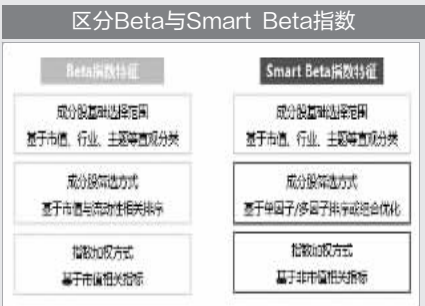 区分Beta与Smart Beta指数
Beta指数特征
成分股基础选择范围
基于市值、行业、主题等直观分类
成分股筛选方式
基于市值与流动性相关排序
指数加权方式
基于市值相关指标
Smart Beta指数特征
成分股基础选择范围
基于市值、行业、主题等直观分类
成分股筛选方式
基于单因子/多因子排序或组合优化
指数加权方式
基于非市值相关指标